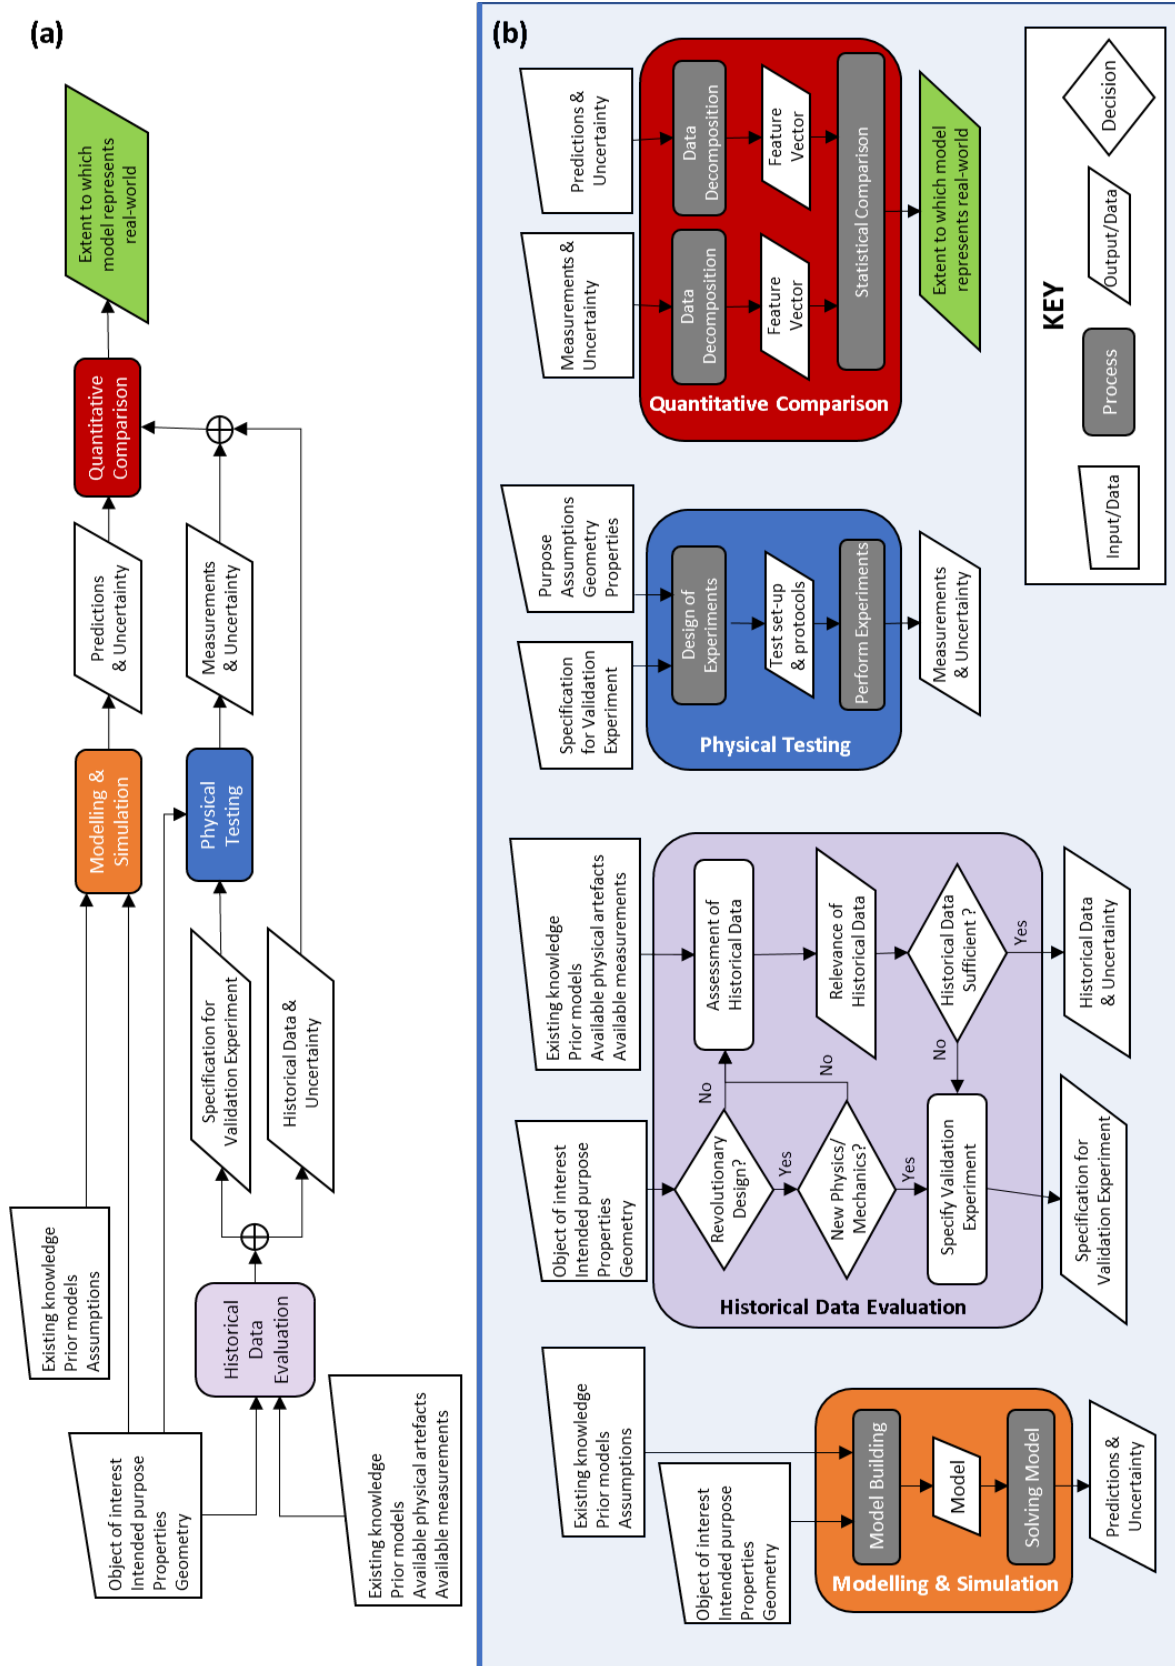 (a)
Object of interest
Intended purpose
Properties
Geometry
Existing knowledge
Prior models
Assumptions
Existing knowledge
Prior models
Available physical artefacts
Available measurements
Historical
Data
Evaluation
Specification for
Validation Experiment
Historical Data &
Uncertainty
Modelling &
Simulation
Physical
Testing
Predictions
& Uncertainty
Measurements
& Uncertainty
Quantitative
Comparison
Extent to which
model represents
real-world
(b)
Object of interest
Intended purpose
Properties
Geometry
Existing knowledge
Prior models
Assumptions
Model Building
Model
Solving Model
Modelling & Simulation
Predictions &
Uncertainty
Object of interest
Intended purpose
Properties
Geometry
Existing knowledge
Prior models
Available physical artefacts
Available measurements
Revolutionary
Design?
No
Yes
New Physics/
Mechanics?
No
Yes
Specify Validation
Experiment
Assessment of
Historical Data
Relevance of
Historical Data
Historical Data
Sufficient ?
No
Yes
Historical Data Evaluation
Specification for
Validation Experiment
Historical Data
& Uncertainty
Specification
for Validation
Experiment
Purpose
Assumptions
Geometry
Properties
Design of
Experiments
Test set-up
& protocols
Perform Experiments
Physical Testing
Measurements
& Uncertainty
Measurements &
Uncertainty
Predictions &
Uncertainty
Data
Decomposition
Data
Decomposition
Feature
Vector
Feature
Vector
Statistical Comparison
Quantitative Comparison
Extent to which model
represents real-world
KEY
Input/Data
Process
Output/Data
Decision